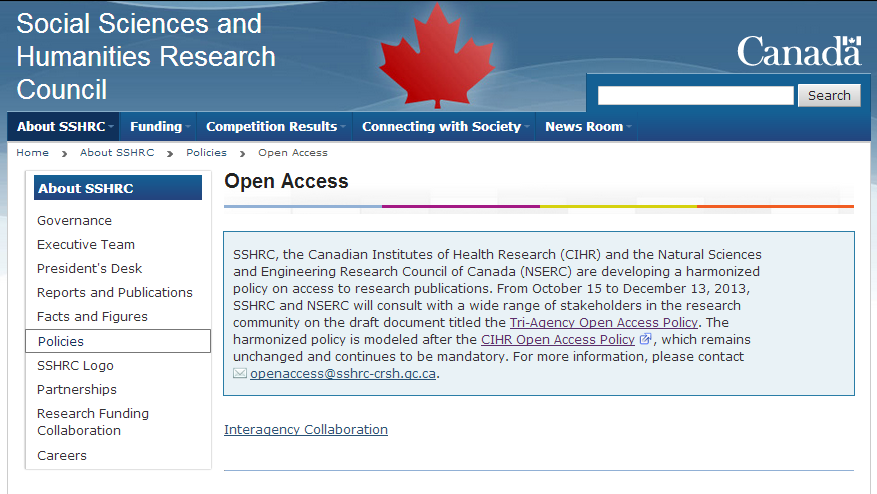 Social Sciences and
Humanities Research
Council
Canada
Search
About SSHRC
Funding
Competition Results
Connecting with Society
News Room
Home > About SSHRC > Policies > Open Access
About SSHRC
Governance
Executive Team
President's Desk
Reports and Publications
Facts and Figures
Policies
SSHRC Logo
Partnerships
Research Funding
Collaboration
Careers
Open Access
SSHRC, the Canadian Institutes of Health Research (CIHR) and the Natural Sciences
and Engineering Research Council of Canada (NSERC) are developing a harmonized
policy on access to research publications. From October 15 to December 13, 2013,
SSHRC and NSERC will consult with a wide range of stakeholders in the research
community on the draft document titled the Tri-Agency Open Access Policy. The
harmonized policy is modeled after the CIHR Open Access Policy , which remains
unchanged and continues to be mandatory. For more information, please contact
openaccess@sshrc-crsh.gc.ca.
Interagency Collaboration